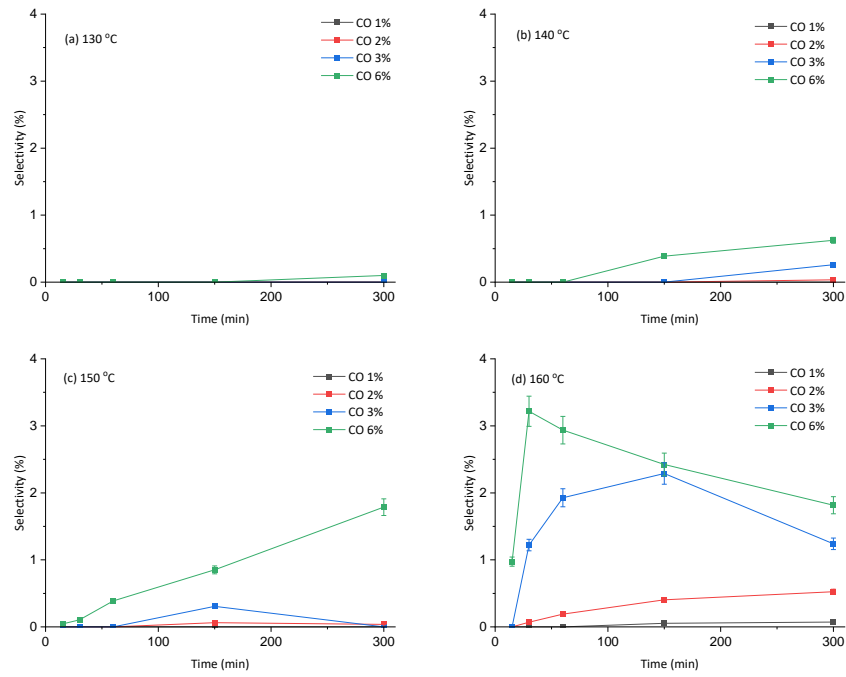 (a) 130 °C
CO 1%
CO 2%
CO 3%
CO 6%
Selectivity (%)
4
3
2
1
0
0 100 200 300
Time (min)
(b) 140 °C
CO 1%
CO 2%
CO 3%
CO 6%
Selectivity (%)
4
3
2
1
0
0 100 200 300
Time (min)
(c) 150 °C
CO 1%
CO 2%
CO 3%
CO 6%
Selectivity (%)
4
3
2
1
0
0 100 200 300
Time (min)
(d) 160 °C
CO 1%
CO 2%
CO 3%
CO 6%
Selectivity (%)
4
3
2
1
0
0 100 200 300
Time (min)